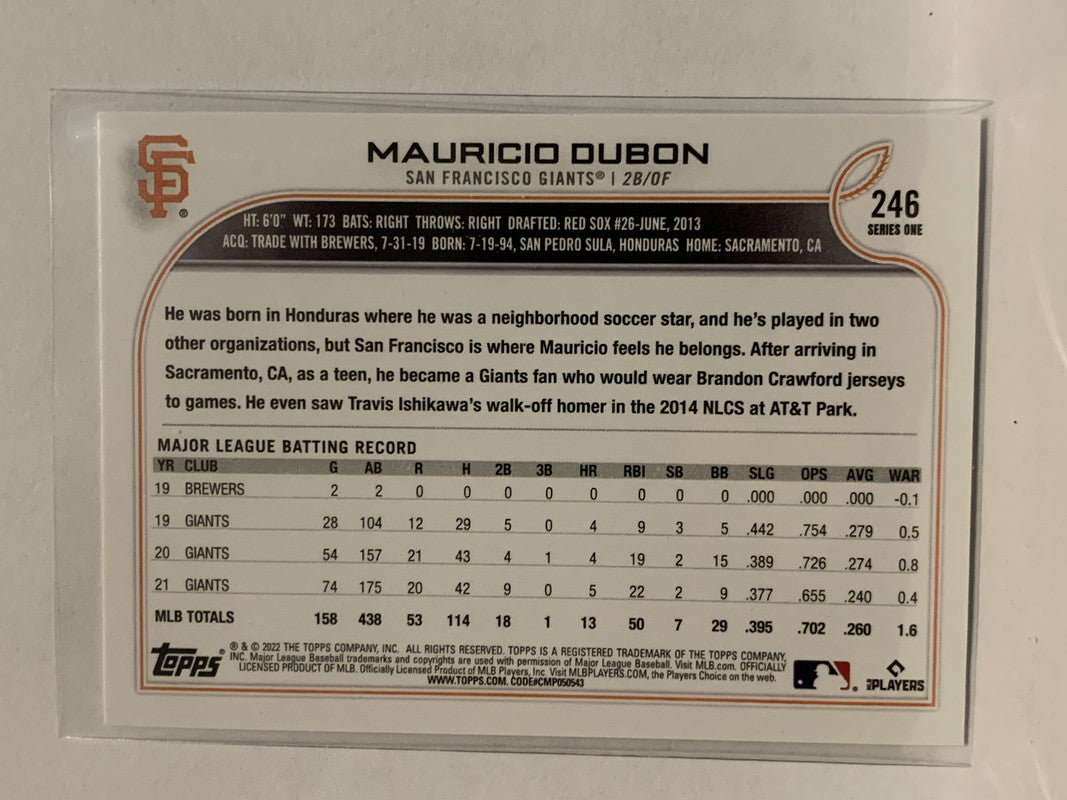 SF®
MAURICIO DUBON
SAN FRANCISCO GIANTS® | 2B/OF
246
SERIES ONE
HT: 6'0" WT: 173 BATS: RIGHT THROWS: RIGHT DRAFTED: RED SOX #26-JUNE, 2013
ACQ: TRADE WITH BREWERS, 7-31-19 BORN: 7-19-94, SAN PEDRO SULA, HONDURAS HOME: SACRAMENTO, CA
He was born in Honduras where he was a neighborhood soccer star, and he's played in two
other organizations, but San Francisco is where Mauricio feels he belongs. After arriving in
Sacramento, CA, as a teen, he became a Giants fan who would wear Brandon Crawford jerseys
to games. He even saw Travis Ishikawa's walk-off homer in the 2014 NLCS at AT&T Park.
MAJOR LEAGUE BATTING RECORD
YR CLUB G AB R H 2B 3B HR RBI SB BB SLG OPS AVG WAR
19 BREWERS 2 2 0 0 0 0 0 0 0 0 .000 .000 .000 -0.1
19 GIANTS 28 104 12 29 5 0 4 9 3 5 .442 .754 .279 0.5
20 GIANTS 54 157 21 43 4 1 4 19 2 15 .389 .726 .274 0.8
21 GIANTS 74 175 20 42 9 0 5 22 2 9 .377 .655 .240 0.4
MLB TOTALS 158 438 53 114 18 1 13 50 7 29 .395 .702 .260 1.6
Topps® ® & © 2022 THE TOPPS COMPANY, INC. ALL RIGHTS RESERVED. TOPPS IS A REGISTERED TRADEMARK OF THE TOPPS COMPANY,
INC. Major League Baseball trademarks and copyrights are used with permission of Major League Baseball. Visit MLB.com. OFFICIALLY
LICENSED PRODUCT OF MLB. Officially Licensed Product of MLB Players, Inc. Visit MLBPLAYERS.COM, the Players Choice on the web.
WWW.TOPPS.COM. CODE#CMP050543
MLBPLAYERS